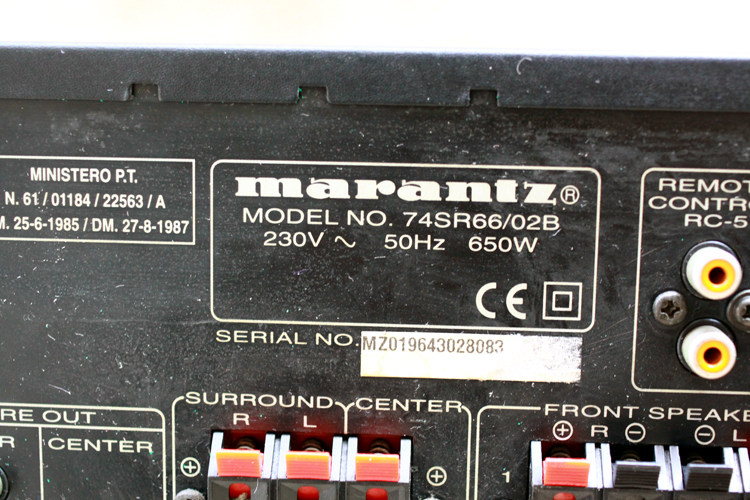 MINISTERO P.T.
N. 61 / 01184 / 22563 / A
M. 25-6-1985 / DM. 27-8-1987
marantz®
MODEL NO. 74SR66/02B
230V ~ 50Hz 650W
CE
SERIAL NO.
MZ019643028083
REMOT
CONTRO
RC-5
SURROUND
R L
CENTER
RE OUT
R CENTER
FRONT SPEAKE
+ R − − L
+ +
1